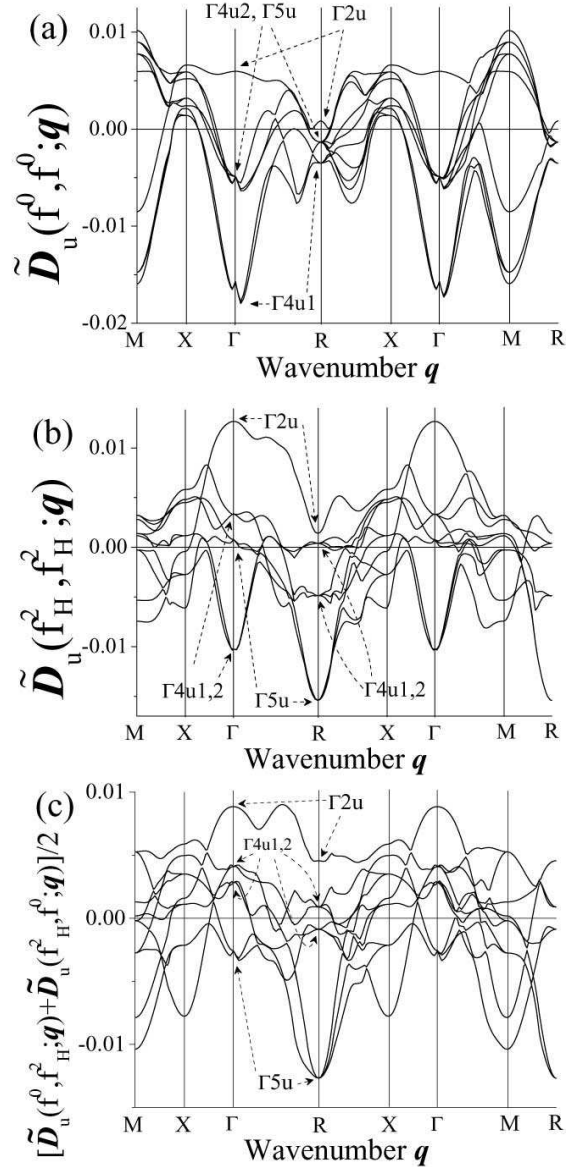 (a)
Γ4u2, Γ5u
Γ2u
0.01
0.00
-0.01
-0.02
D̃u(f⁰,f⁰;q)
Γ4u1
M X Γ R X Γ M R
Wavenumber q
(b)
Γ2u
0.01
0.00
-0.01
D̃u(f²H,f²H;q)
Γ4u1,2
Γ5u
Γ4u1,2
M X Γ R X Γ M R
Wavenumber q
(c)
0.01
Γ2u
Γ4u1,2
0.00
-0.01
[D̃u(f⁰,f²H;q)+D̃u(f²H,f⁰;q)]/2
Γ5u
M X Γ R X Γ M R
Wavenumber q